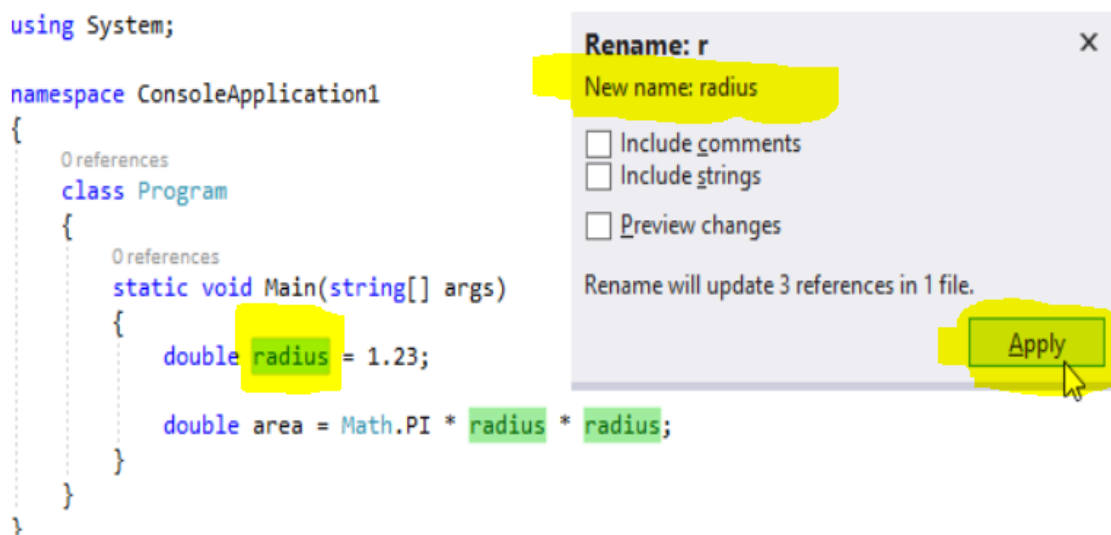 using System;
namespace ConsoleApplication1
{
0 references
class Program
{
0 references
static void Main(string[] args)
{
double radius = 1.23;
double area = Math.PI * radius * radius;
}
}
}
Rename: r
New name: radius
Include comments
Include strings
Preview changes
Rename will update 3 references in 1 file.
Apply